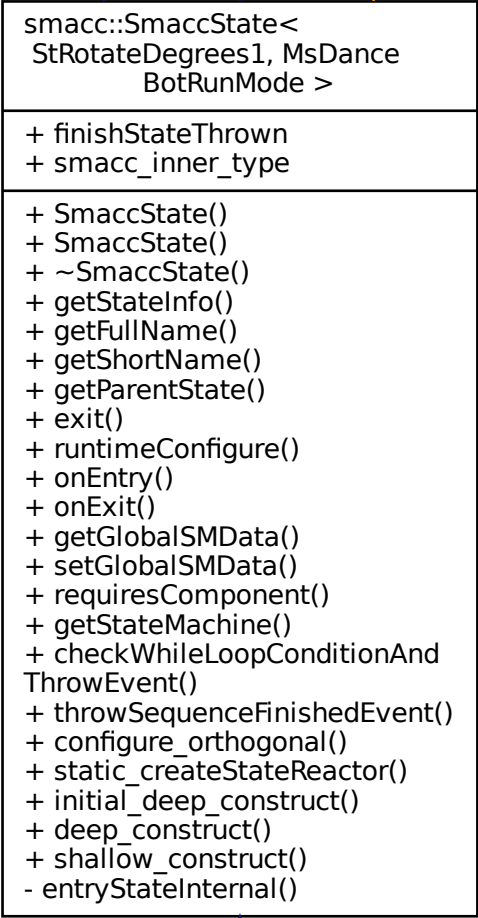 smacc::SmaccState<
StRotateDegrees1, MsDance
BotRunMode >
+ finishStateThrown
+ smacc_inner_type
+ SmaccState()
+ SmaccState()
+ ~SmaccState()
+ getStateInfo()
+ getFullName()
+ getShortName()
+ getParentState()
+ exit()
+ runtimeConfigure()
+ onEntry()
+ onExit()
+ getGlobalSMData()
+ setGlobalSMData()
+ requiresComponent()
+ getStateMachine()
+ checkWhileLoopConditionAnd
ThrowEvent()
+ throwSequenceFinishedEvent()
+ configure_orthogonal()
+ static_createStateReactor()
+ initial_deep_construct()
+ deep_construct()
+ shallow_construct()
- entryStateInternal()